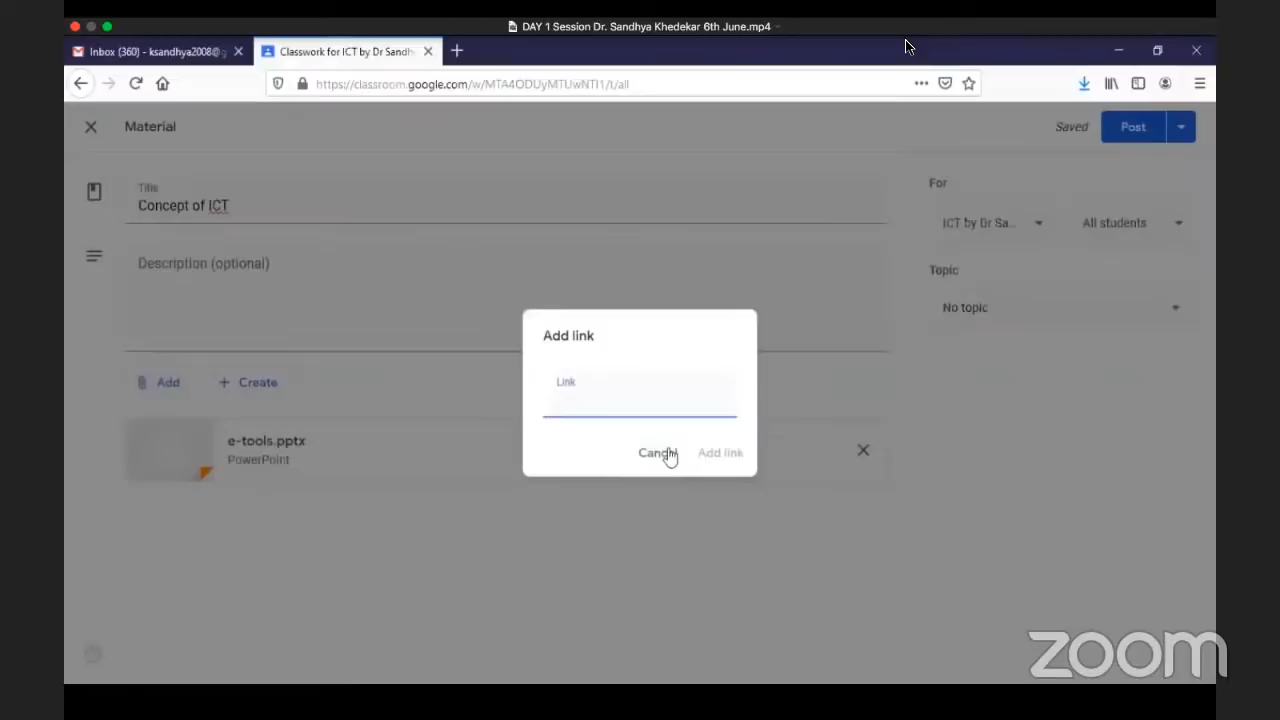 DAY 1 Session Dr. Sandhya Khedekar 6th June.mp4
Inbox (360) - ksandhya2008@g
Classwork for ICT by Dr Sandh
https://classroom.google.com/w/MTA4ODUyMTUwNTI1/t/all
Material
Saved
Post
Title
Concept of ICT
For
ICT by Dr Sa...
All students
Description (optional)
Topic
No topic
Add link
Link
Cancel
Add link
Add
+ Create
e-tools.pptx
PowerPoint
zoom